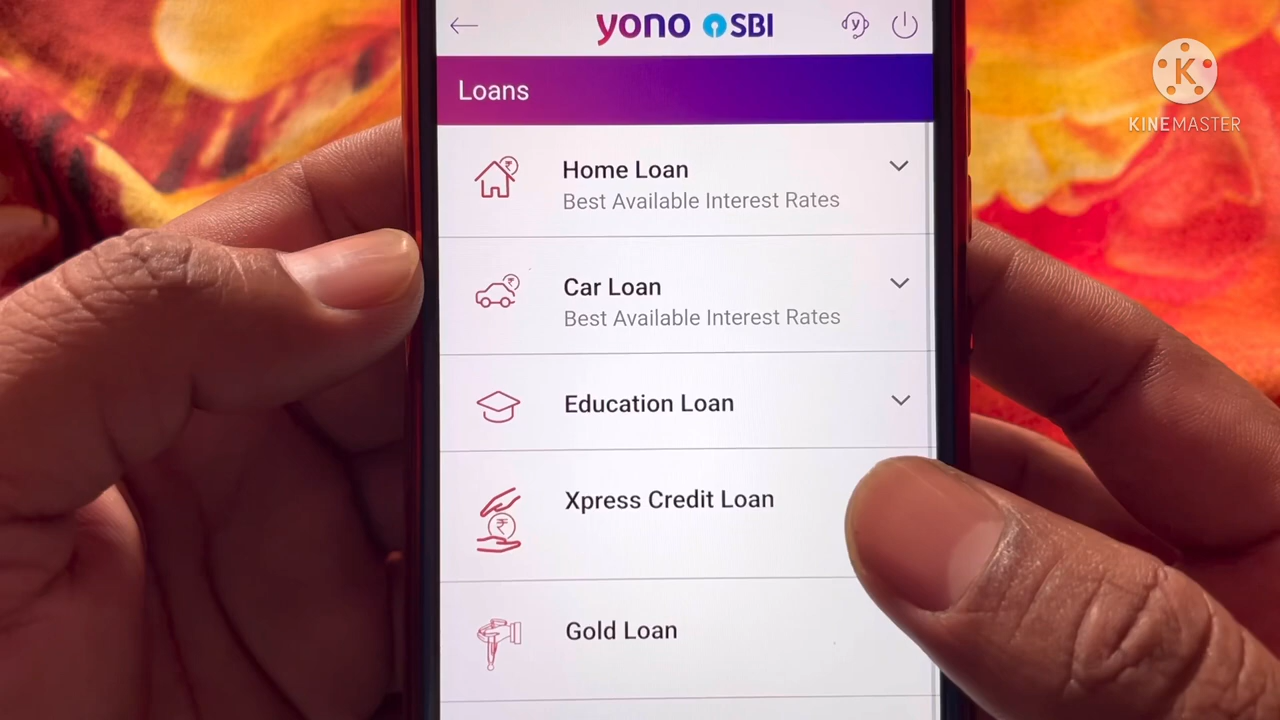 yono SBI
Loans
Home Loan
Best Available Interest Rates
Car Loan
Best Available Interest Rates
Education Loan
Xpress Credit Loan
Gold Loan
K
KINEMASTER